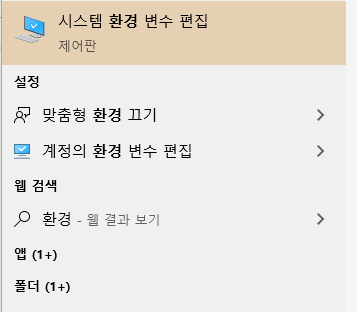 시스템 환경 변수 편집
제어판
설정
맞춤형 환경 끄기
계정의 환경 변수 편집
웹 검색
환경 - 웹 결과 보기
앱 (1+)
폴더 (1+)